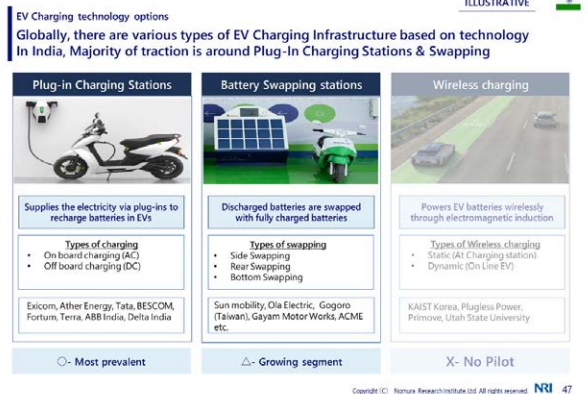 ILLUSTRATIVE
EV Charging technology options
Globally, there are various types of EV Charging Infrastructure based on technology
In India, Majority of traction is around Plug-In Charging Stations & Swapping
Plug-in Charging Stations
Supplies the electricity via plug-ins to
recharge batteries in EVs
Types of charging
• On board charging (AC)
• Off board charging (DC)
Exicom, Ather Energy, Tata, BESCOM,
Fortum, Terra, ABB India, Delta India
○- Most prevalent
Battery Swapping stations
Discharged batteries are swapped
with fully charged batteries
Types of swapping
• Side Swapping
• Rear Swapping
• Bottom Swapping
Sun mobility, Ola Electric, Gogoro
(Taiwan), Gayam Motor Works, ACME
etc.
△- Growing segment
Wireless charging
Powers EV batteries wirelessly
through electromagnetic induction
Types of Wireless charging
• Static (At Charging station)
• Dynamic (On Line EV)
KAIST Korea, Plugless Power,
Primove, Utah State University
X- No Pilot
Copyright (C) Nomura Research Institute, Ltd. All rights reserved. NRI 47